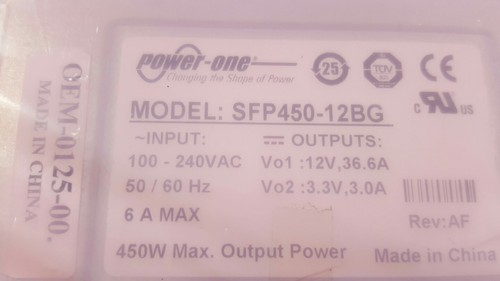 power-one®
Changing the Shape of Power
25
TÜV
CE
MODEL: SFP450-12BG
c RU US
~INPUT:
OUTPUTS:
100 - 240VAC
Vo1 : 12V,36.6A
50 / 60 Hz
Vo2 : 3.3V,3.0A
6 A MAX
Rev:AF
450W Max. Output Power
Made in China
CEM-0125-00.
MADE IN CHINA